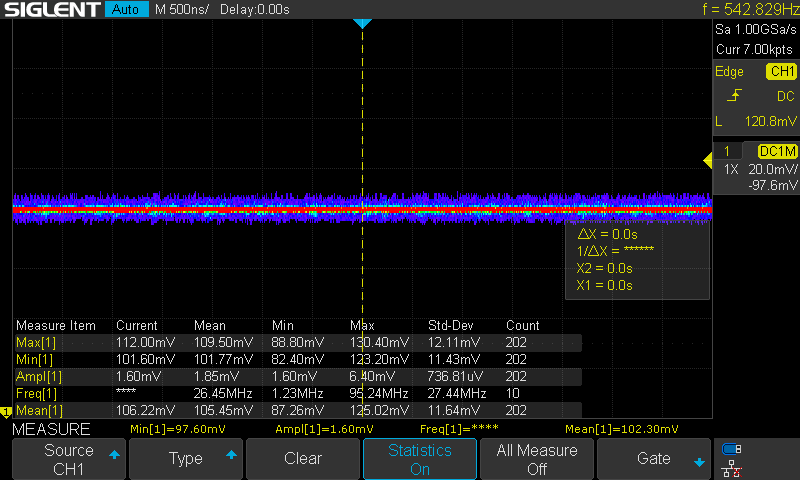 SIGLENT Auto M 500ns/ Delay:0.00s f = 542.829Hz
Sa 1.00GSa/s
Curr 7.00kpts
Edge CH1
DC
L 120.8mV
1 DC1M
1X 20.0mV/
-97.6mV
ΔX = 0.0s
1/ΔX = ******
X2 = 0.0s
X1 = 0.0s
Measure Item Current Mean Min Max Std-Dev Count
Max[1] 112.00mV 109.50mV 88.80mV 130.40mV 12.11mV 202
Min[1] 101.60mV 101.77mV 82.40mV 123.20mV 11.43mV 202
Ampl[1] 1.60mV 1.85mV 1.60mV 6.40mV 736.81uV 202
Freq[1] **** 26.45MHz 1.23MHz 95.24MHz 27.44MHz 10
Mean[1] 106.22mV 105.45mV 87.26mV 125.02mV 11.64mV 202
1
MEASURE Min[1]=97.60mV Ampl[1]=1.60mV Freq[1]=**** Mean[1]=102.30mV
Source
CH1
Type
Clear
Statistics
On
All Measure
Off
Gate